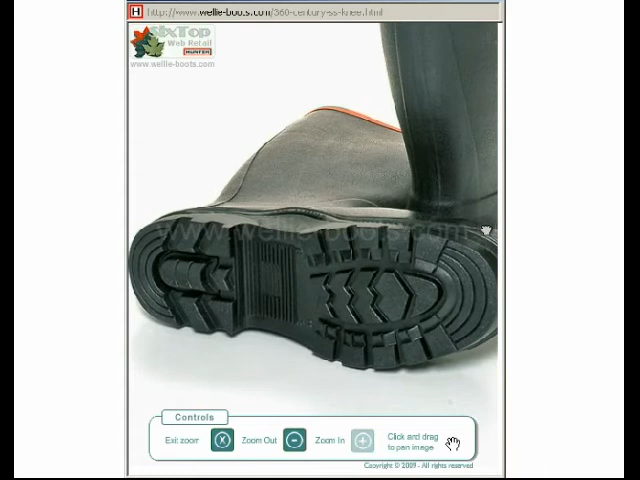 http://www.wellie-boots.com/360-century-ss-knee.html
SixTop
Web Retail
HUNTER
www.wellie-boots.com
www.wellie-boots.com
Controls
Exit zoom
Zoom Out
Zoom In
Click and drag
to pan image
Copyright © 2009 - All rights reserved